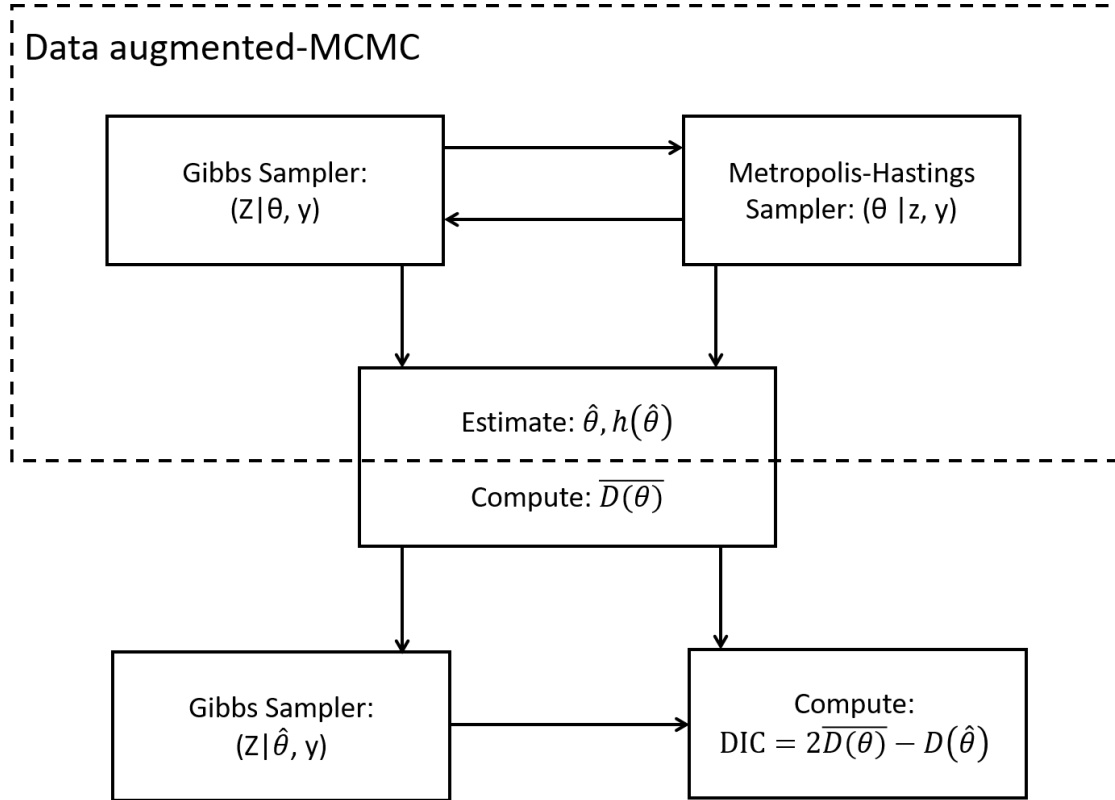 Data augmented-MCMC
Gibbs Sampler:
(Z|θ, y)
Metropolis-Hastings
Sampler: (θ |z, y)
Estimate: θ̂, h(θ̂)
Compute: D(θ)̅
Gibbs Sampler:
(Z|θ̂, y)
Compute:
DIC = 2D(θ)̅ − D(θ̂)